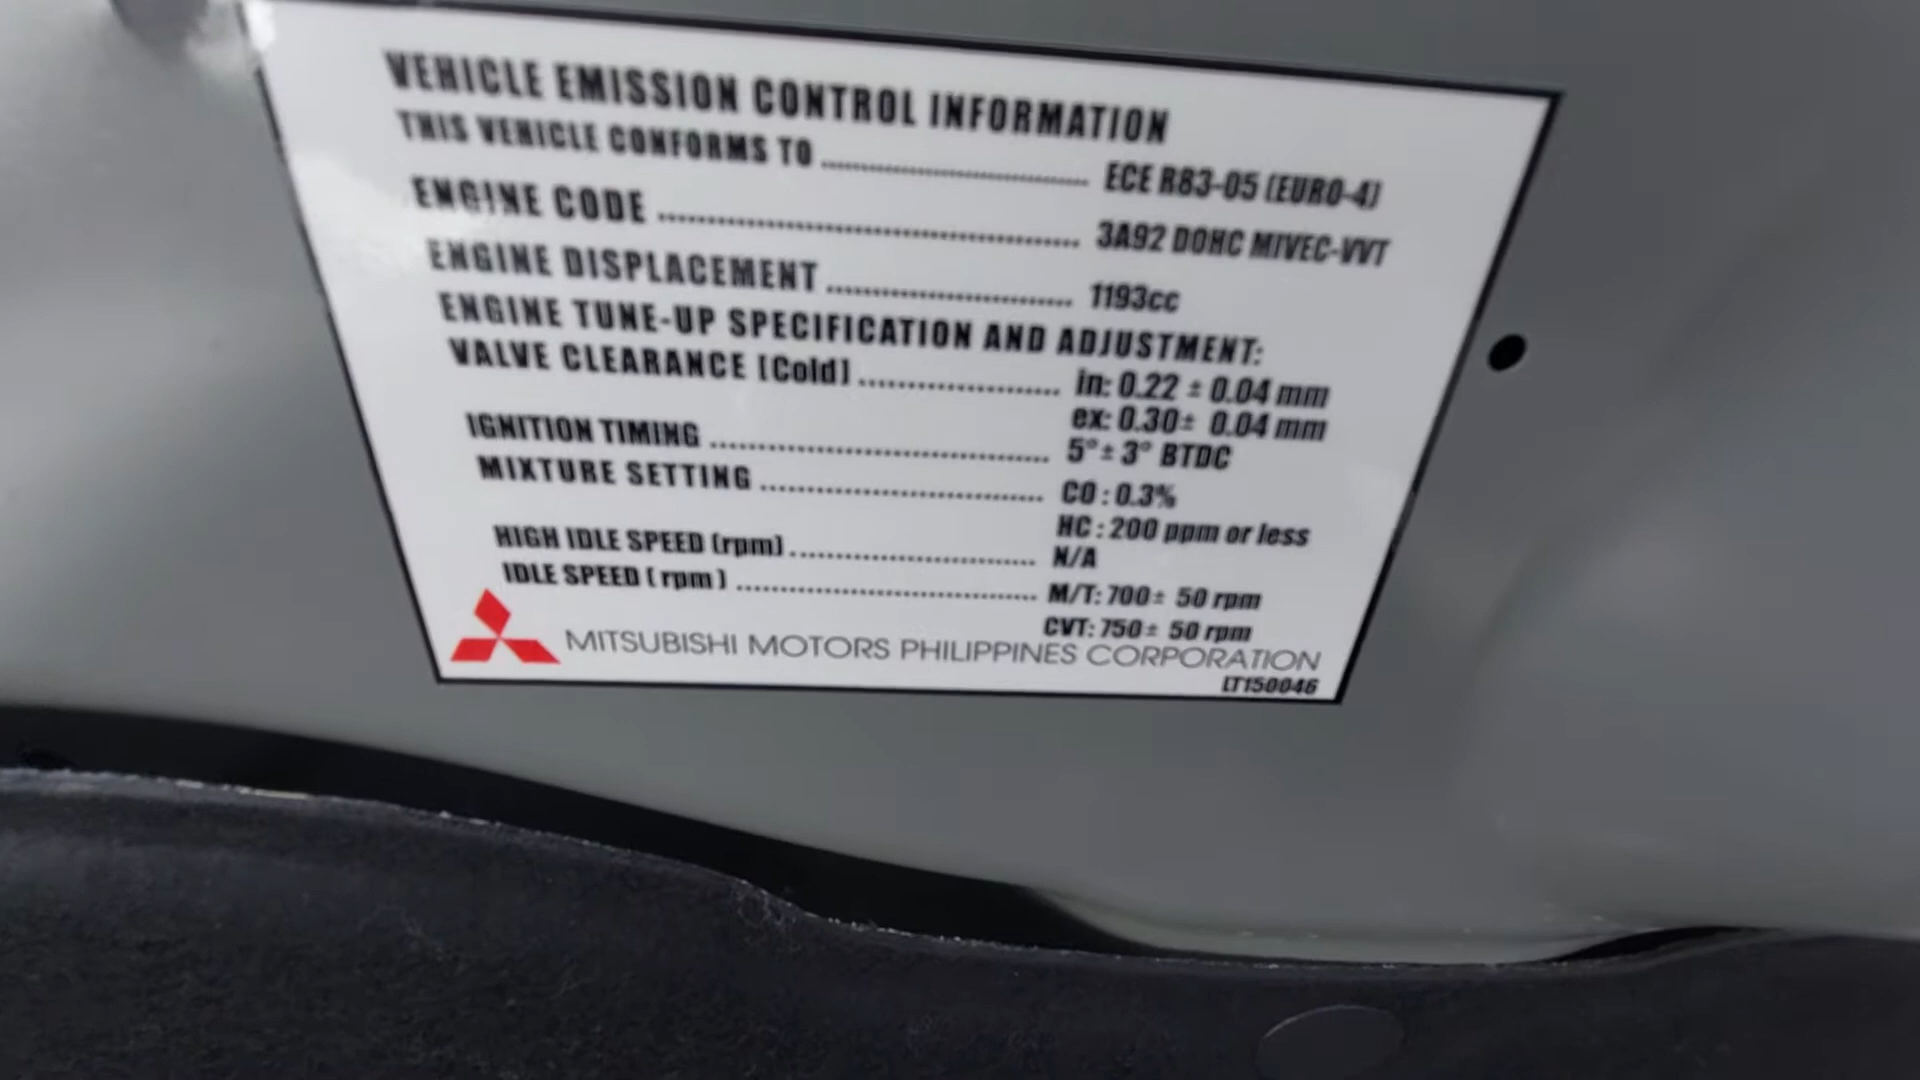 VEHICLE EMISSION CONTROL INFORMATION
THIS VEHICLE CONFORMS TO ........................ ECE R83-05 (EURO-4)
ENGINE CODE ........................ 3A92 DOHC MIVEC-VVT
ENGINE DISPLACEMENT ........................ 1193cc
ENGINE TUNE-UP SPECIFICATION AND ADJUSTMENT:
VALVE CLEARANCE [Cold] ........................ in: 0.22 ± 0.04 mm
ex: 0.30± 0.04 mm
IGNITION TIMING ........................ 5°± 3° BTDC
MIXTURE SETTING ........................ CO : 0.3%
HC : 200 ppm or less
HIGH IDLE SPEED (rpm) ........................ N/A
IDLE SPEED ( rpm ) ........................ M/T: 700± 50 rpm
CVT: 750± 50 rpm
MITSUBISHI MOTORS PHILIPPINES CORPORATION
LT150046